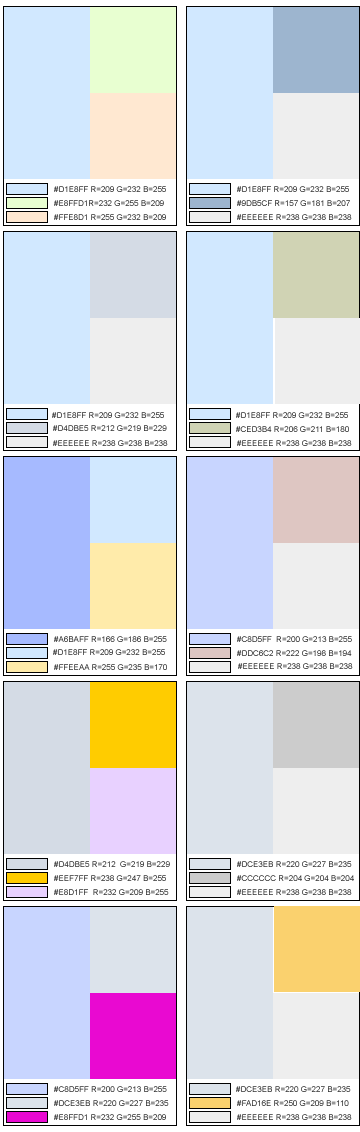 #D1E8FF R=209 G=232 B=255
#E8FFD1R=232 G=255 B=209
#FFE8D1 R=255 G=232 B=209
#D1E8FF R=209 G=232 B=255
#9DB5CF R=157 G=181 B=207
#EEEEEE R=238 G=238 B=238
#D1E8FF R=209 G=232 B=255
#D4DBE5 R=212 G=219 B=229
#EEEEEE R=238 G=238 B=238
#D1E8FF R=209 G=232 B=255
#CED3B4 R=206 G=211 B=180
#EEEEEE R=238 G=238 B=238
#A6BAFF R=166 G=186 B=255
#D1E8FF R=209 G=232 B=255
#FFEEAA R=255 G=235 B=170
#C8D5FF R=200 G=213 B=255
#DDC6C2 R=222 G=198 B=194
#EEEEEE R=238 G=238 B=238
#D4DBE5 R=212 G=219 B=229
#EEF7FF R=238 G=247 B=255
#E8D1FF R=232 G=209 B=255
#DCE3EB R=220 G=227 B=235
#CCCCCC R=204 G=204 B=204
#EEEEEE R=238 G=238 B=238
#C8D5FF R=200 G=213 B=255
#DCE3EB R=220 G=227 B=235
#E8FFD1 R=232 G=255 B=209
#DCE3EB R=220 G=227 B=235
#FAD16E R=250 G=209 B=110
#EEEEEE R=238 G=238 B=238